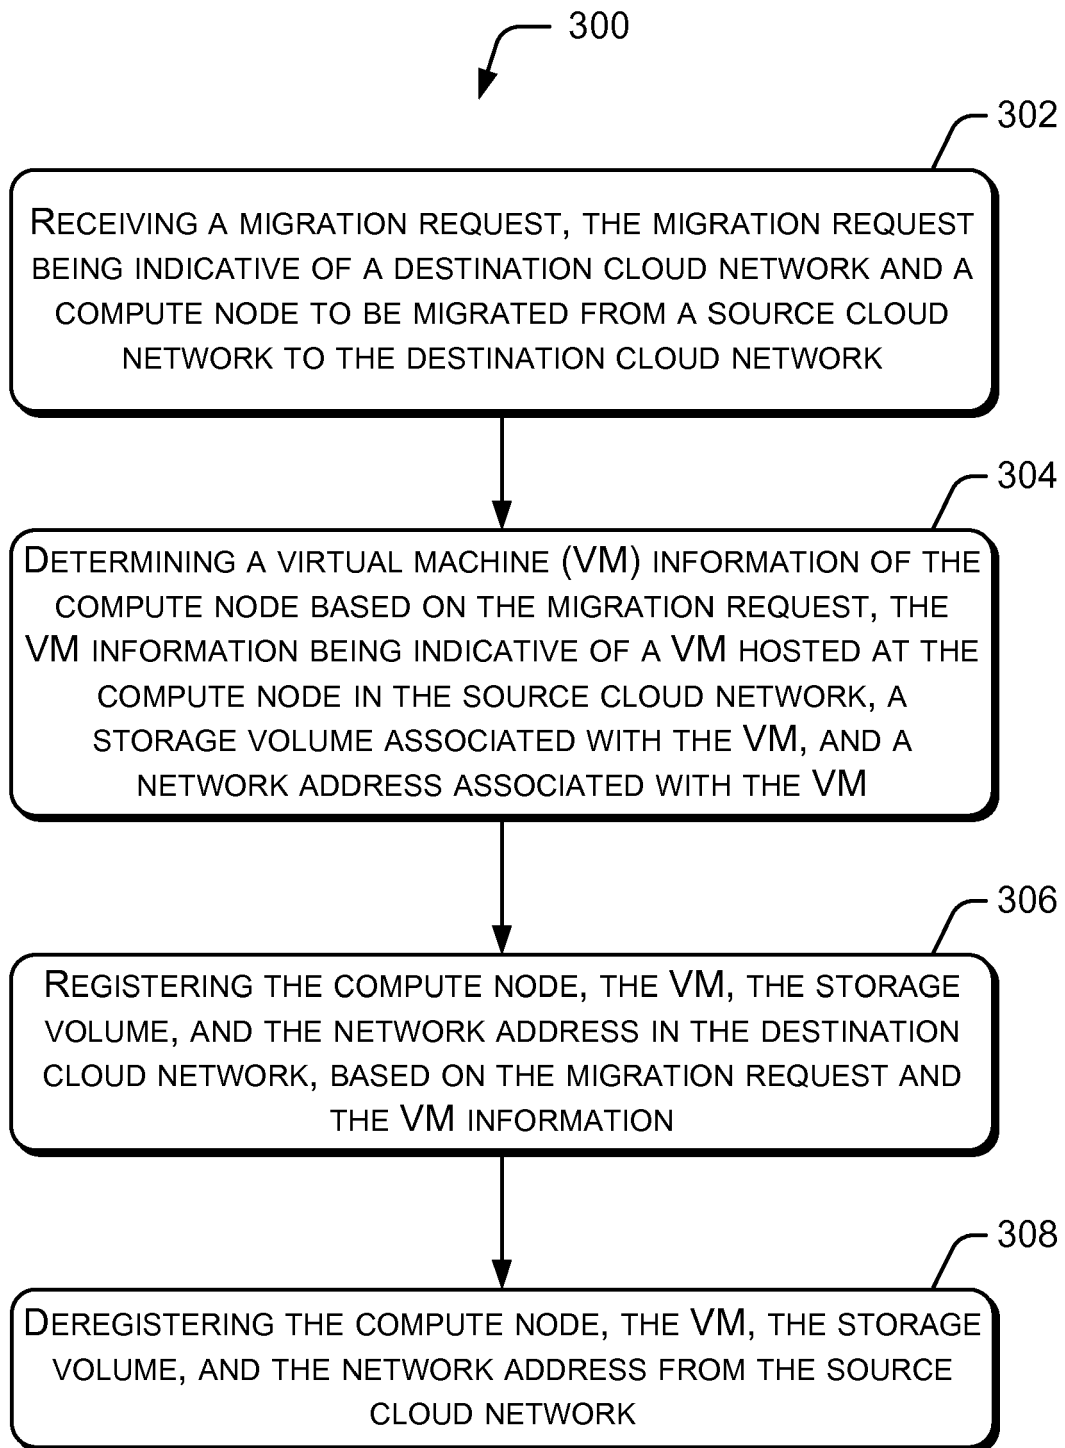 300
302
RECEIVING A MIGRATION REQUEST, THE MIGRATION REQUEST
BEING INDICATIVE OF A DESTINATION CLOUD NETWORK AND A
COMPUTE NODE TO BE MIGRATED FROM A SOURCE CLOUD
NETWORK TO THE DESTINATION CLOUD NETWORK
304
DETERMINING A VIRTUAL MACHINE (VM) INFORMATION OF THE
COMPUTE NODE BASED ON THE MIGRATION REQUEST, THE
VM INFORMATION BEING INDICATIVE OF A VM HOSTED AT THE
COMPUTE NODE IN THE SOURCE CLOUD NETWORK, A
STORAGE VOLUME ASSOCIATED WITH THE VM, AND A
NETWORK ADDRESS ASSOCIATED WITH THE VM
306
REGISTERING THE COMPUTE NODE, THE VM, THE STORAGE
VOLUME, AND THE NETWORK ADDRESS IN THE DESTINATION
CLOUD NETWORK, BASED ON THE MIGRATION REQUEST AND
THE VM INFORMATION
308
DEREGISTERING THE COMPUTE NODE, THE VM, THE STORAGE
VOLUME, AND THE NETWORK ADDRESS FROM THE SOURCE
CLOUD NETWORK